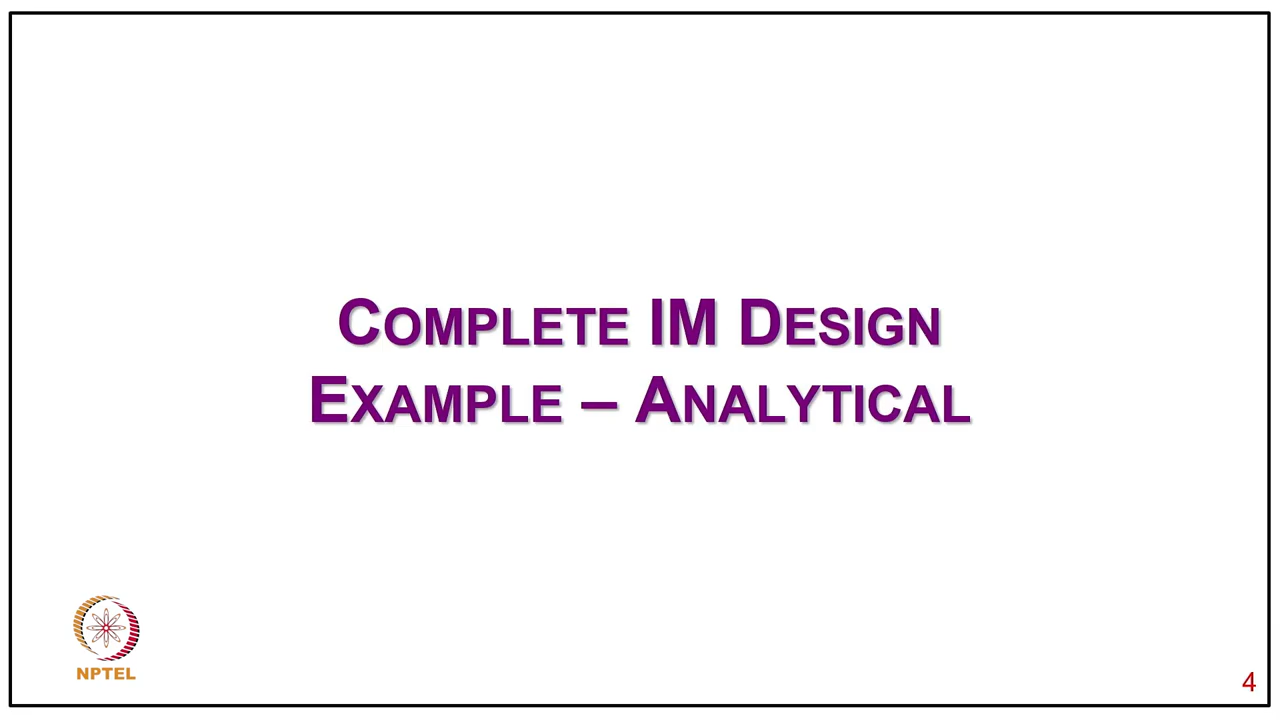 COMPLETE IM DESIGN
EXAMPLE – ANALYTICAL
NPTEL
4